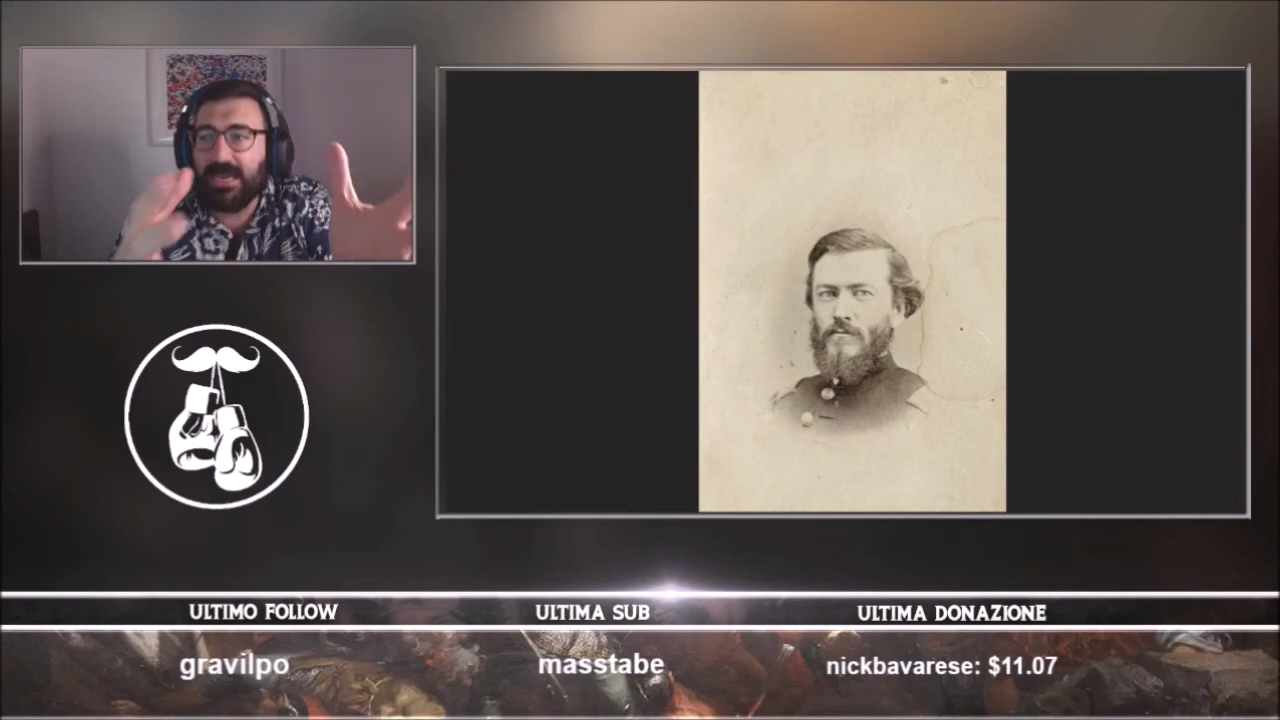 ULTIMO FOLLOW
ULTIMA SUB
ULTIMA DONAZIONE
gravilpo
masstabe
nickbavarese: $11.07